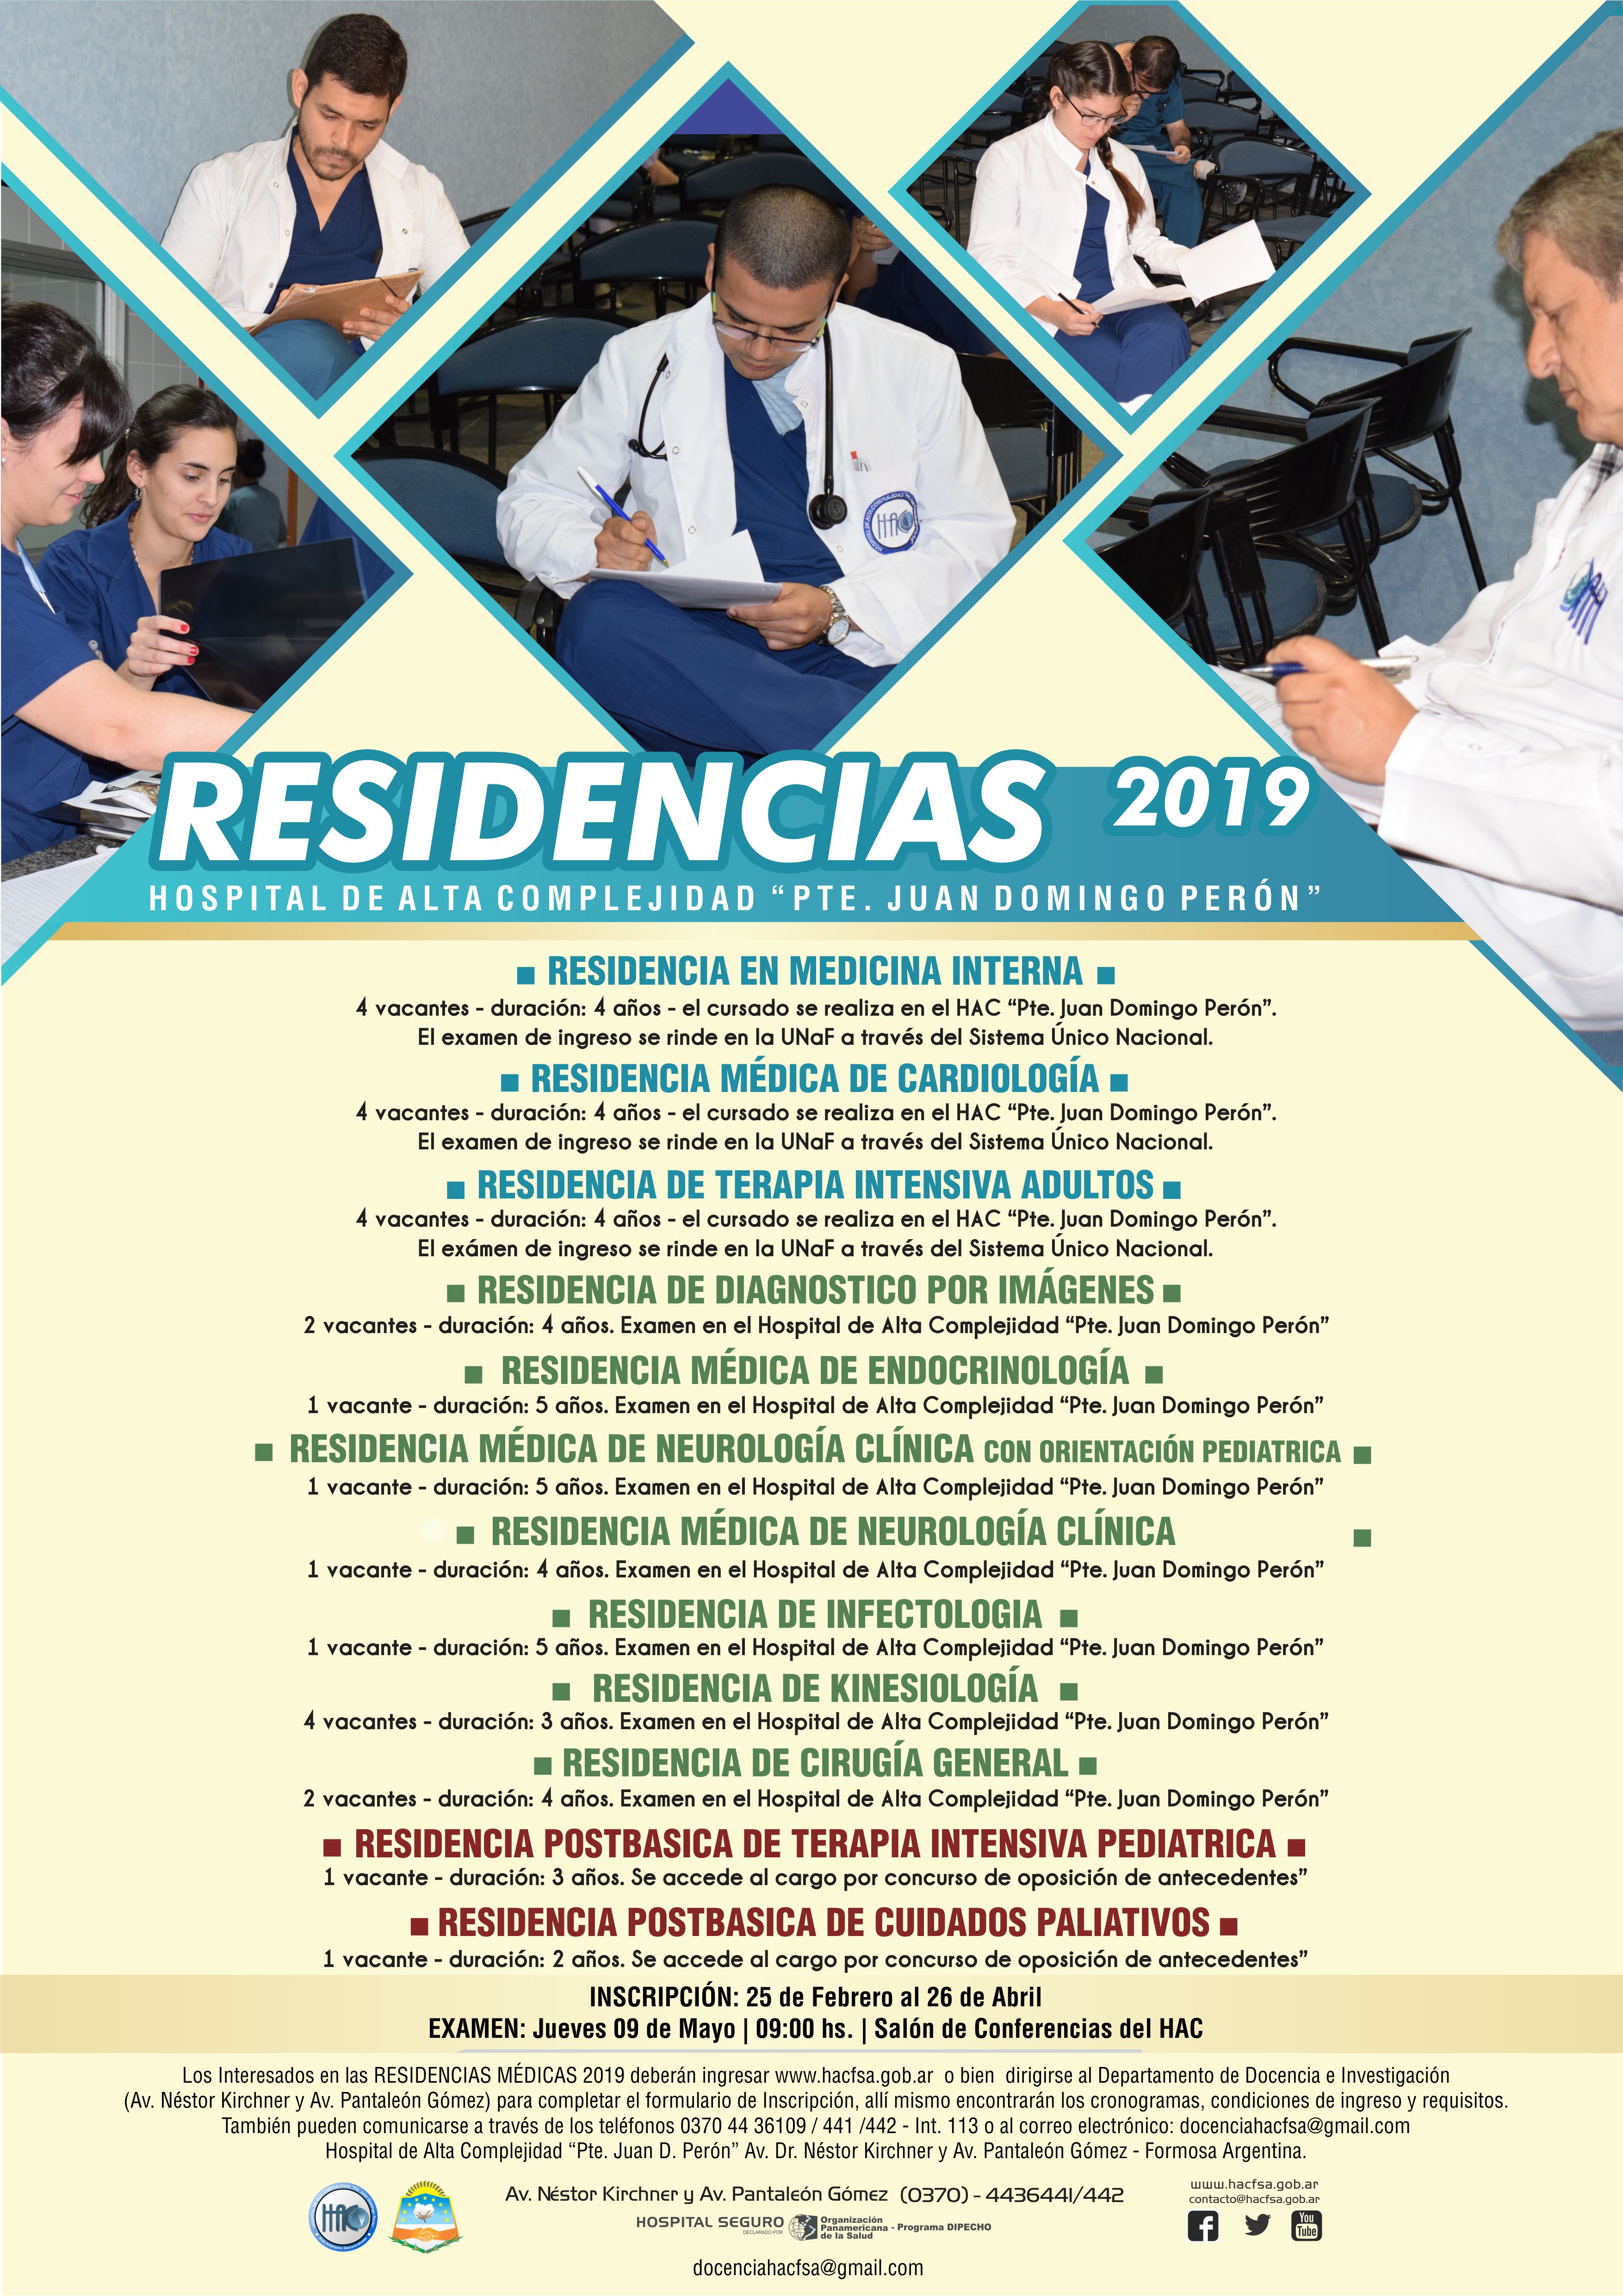 RESIDENCIAS 2019
HOSPITAL DE ALTA COMPLEJIDAD “PTE. JUAN DOMINGO PERÓN”
■ RESIDENCIA EN MEDICINA INTERNA ■
4 vacantes - duración: 4 años - el cursado se realiza en el HAC “Pte. Juan Domingo Perón”.
El examen de ingreso se rinde en la UNaF a través del Sistema Único Nacional.
■ RESIDENCIA MÉDICA DE CARDIOLOGÍA ■
4 vacantes - duración: 4 años - el cursado se realiza en el HAC “Pte. Juan Domingo Perón”.
El examen de ingreso se rinde en la UNaF a través del Sistema Único Nacional.
■ RESIDENCIA DE TERAPIA INTENSIVA ADULTOS ■
4 vacantes - duración: 4 años - el cursado se realiza en el HAC “Pte. Juan Domingo Perón”.
El exámen de ingreso se rinde en la UNaF a través del Sistema Único Nacional.
■ RESIDENCIA DE DIAGNOSTICO POR IMÁGENES ■
2 vacantes - duración: 4 años. Examen en el Hospital de Alta Complejidad “Pte. Juan Domingo Perón”
■ RESIDENCIA MÉDICA DE ENDOCRINOLOGÍA ■
1 vacante - duración: 5 años. Examen en el Hospital de Alta Complejidad “Pte. Juan Domingo Perón”
■ RESIDENCIA MÉDICA DE NEUROLOGÍA CLÍNICA CON ORIENTACIÓN PEDIATRICA ■
1 vacante - duración: 5 años. Examen en el Hospital de Alta Complejidad “Pte. Juan Domingo Perón”
■ RESIDENCIA MÉDICA DE NEUROLOGÍA CLÍNICA ■
1 vacante - duración: 4 años. Examen en el Hospital de Alta Complejidad “Pte. Juan Domingo Perón”
■ RESIDENCIA DE INFECTOLOGIA ■
1 vacante - duración: 5 años. Examen en el Hospital de Alta Complejidad “Pte. Juan Domingo Perón”
■ RESIDENCIA DE KINESIOLOGÍA ■
4 vacantes - duración: 3 años. Examen en el Hospital de Alta Complejidad “Pte. Juan Domingo Perón”
■ RESIDENCIA DE CIRUGÍA GENERAL ■
2 vacantes - duración: 4 años. Examen en el Hospital de Alta Complejidad “Pte. Juan Domingo Perón”
■ RESIDENCIA POSTBASICA DE TERAPIA INTENSIVA PEDIATRICA ■
1 vacante - duración: 3 años. Se accede al cargo por concurso de oposición de antecedentes”
■ RESIDENCIA POSTBASICA DE CUIDADOS PALIATIVOS ■
1 vacante - duración: 2 años. Se accede al cargo por concurso de oposición de antecedentes”
INSCRIPCIÓN: 25 de Febrero al 26 de Abril
EXAMEN: Jueves 09 de Mayo | 09:00 hs. | Salón de Conferencias del HAC
Los Interesados en las RESIDENCIAS MÉDICAS 2019 deberán ingresar www.hacfsa.gob.ar o bien dirigirse al Departamento de Docencia e Investigación
(Av. Néstor Kirchner y Av. Pantaleón Gómez) para completar el formulario de Inscripción, allí mismo encontrarán los cronogramas, condiciones de ingreso y requisitos.
También pueden comunicarse a través de los teléfonos 0370 44 36109 / 441 /442 - Int. 113 o al correo electrónico: docenciahacfsa@gmail.com
Hospital de Alta Complejidad “Pte. Juan D. Perón” Av. Dr. Néstor Kirchner y Av. Pantaleón Gómez - Formosa Argentina.
HAC
Av. Néstor Kirchner y Av. Pantaleón Gómez (0370) - 4436441/442
HOSPITAL SEGURO
DECLARADO POR
Organización
Panamericana - Programa DIPECHO
de la Salud
www.hacfsa.gob.ar
contacto@hacfsa.gob.ar
You
Tube
docenciahacfsa@gmail.com